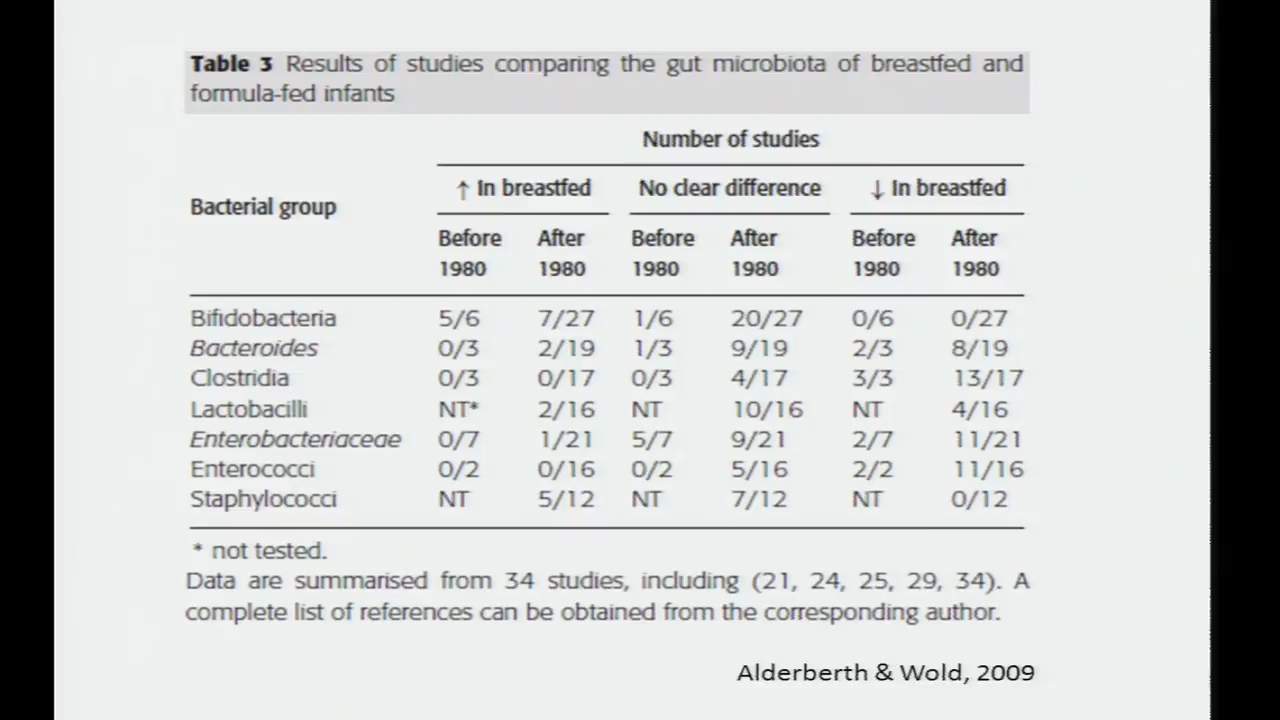 Table 3 Results of studies comparing the gut microbiota of breastfed and
formula-fed infants
Number of studies
Bacterial group
↑ In breastfed No clear difference ↓ In breastfed
Before 1980 After 1980 Before 1980 After 1980 Before 1980 After 1980
Bifidobacteria 5/6 7/27 1/6 20/27 0/6 0/27
Bacteroides 0/3 2/19 1/3 9/19 2/3 8/19
Clostridia 0/3 0/17 0/3 4/17 3/3 13/17
Lactobacilli NT* 2/16 NT 10/16 NT 4/16
Enterobacteriaceae 0/7 1/21 5/7 9/21 2/7 11/21
Enterococci 0/2 0/16 0/2 5/16 2/2 11/16
Staphylococci NT 5/12 NT 7/12 NT 0/12
* not tested.
Data are summarised from 34 studies, including (21, 24, 25, 29, 34). A
complete list of references can be obtained from the corresponding author.
Alderberth & Wold, 2009